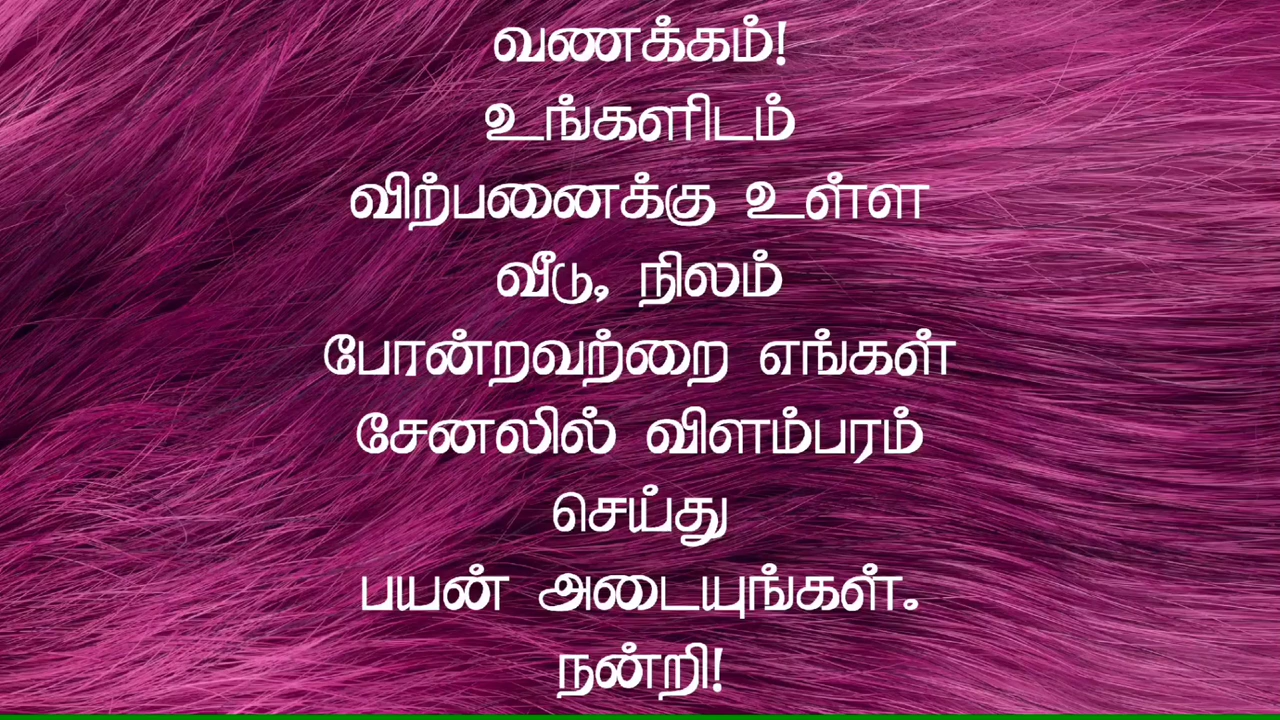 வணக்கம்!
உங்களிடம்
விற்பனைக்கு உள்ள
வீடு, நிலம்
போன்றவற்றை எங்கள்
சேனலில் விளம்பரம்
செய்து
பயன் அடையுங்கள்.
நன்றி!